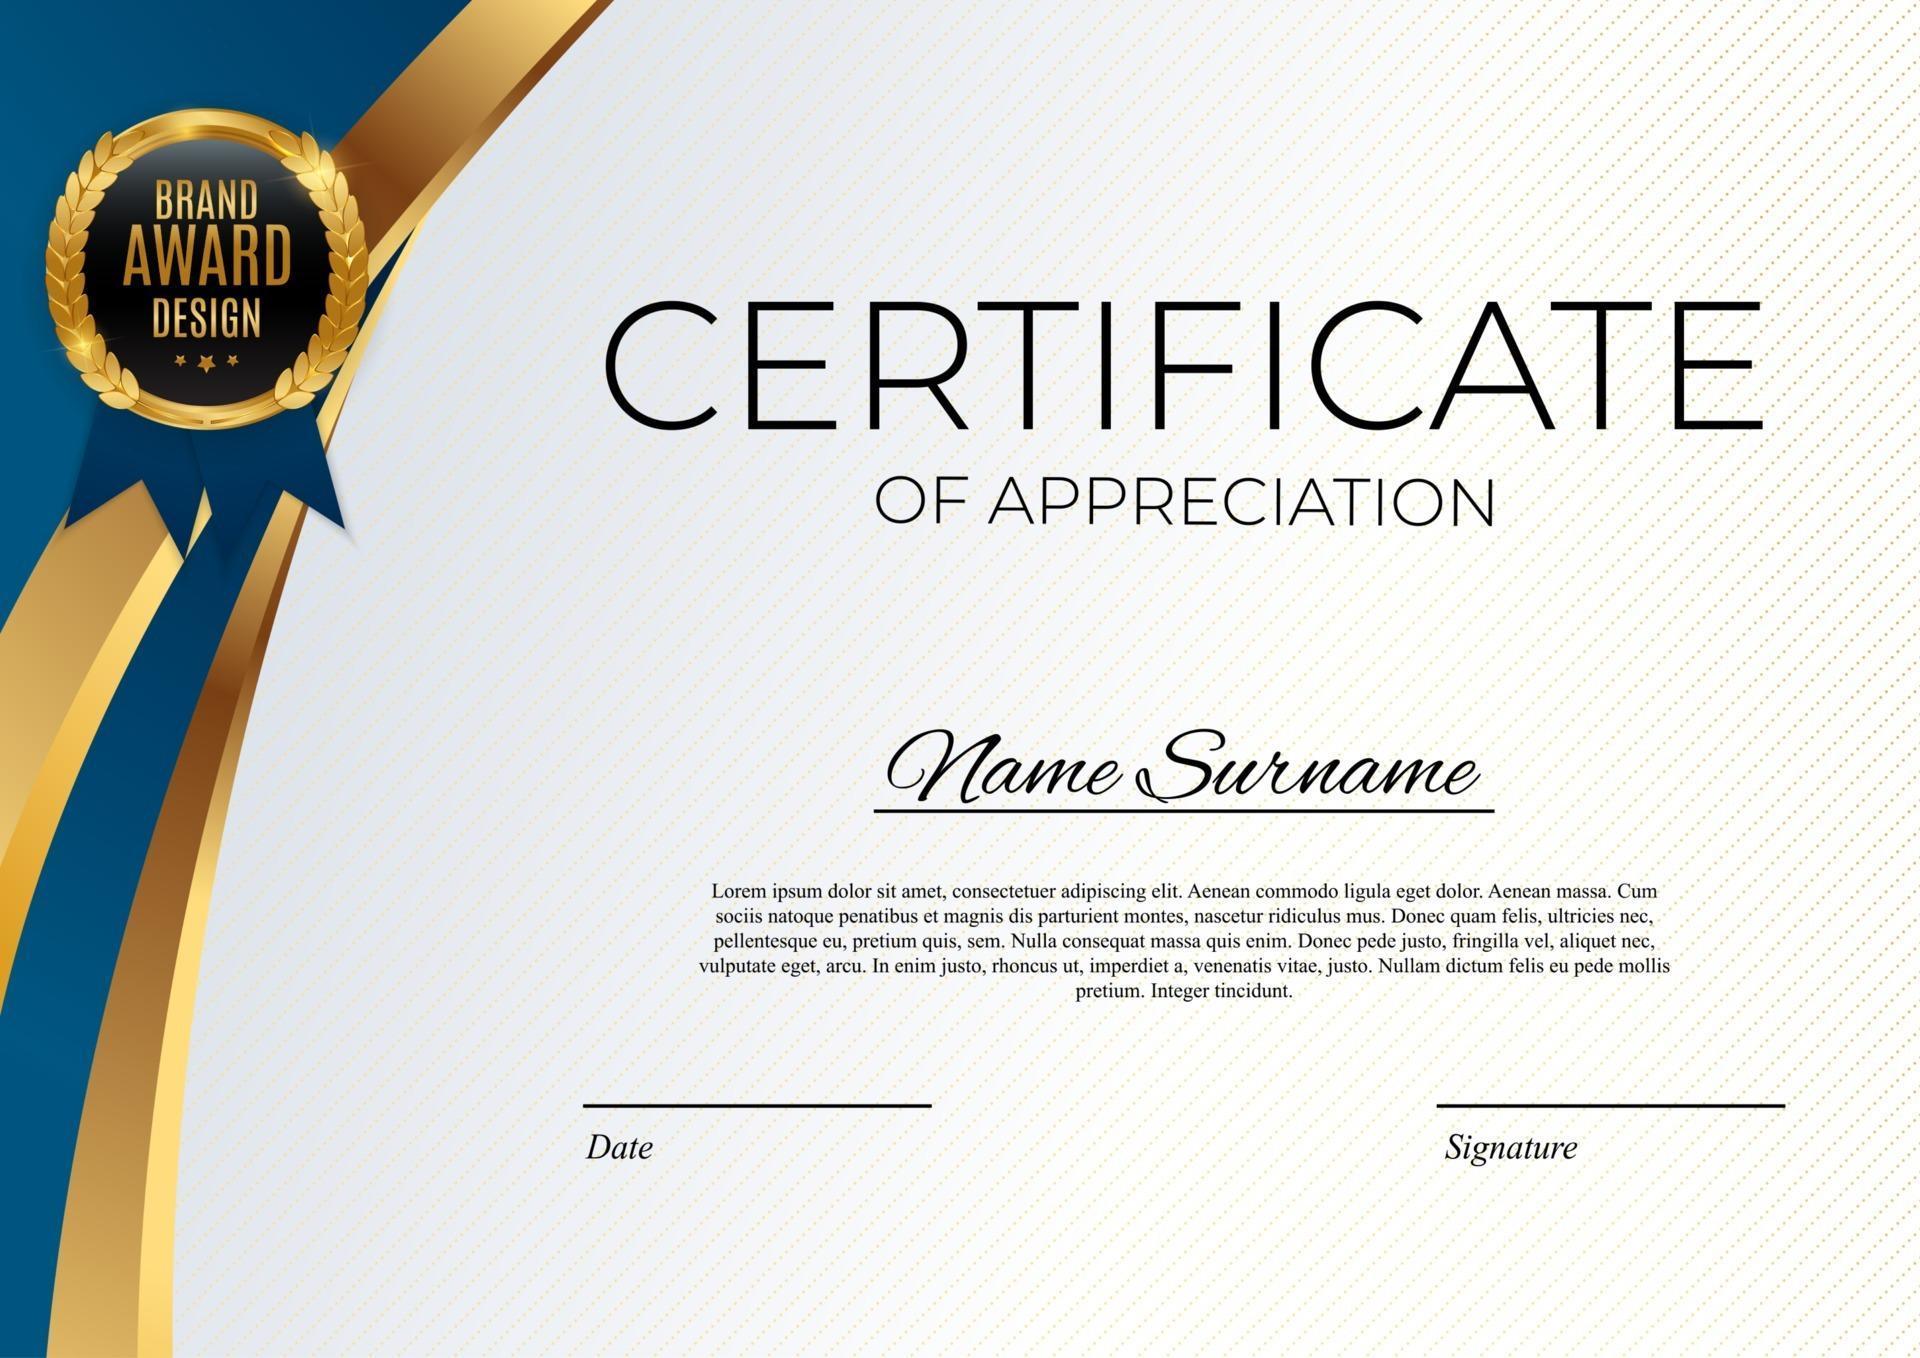 BRAND
AWARD
DESIGN
CERTIFICATE
OF APPRECIATION
Name Surname
Lorem ipsum dolor sit amet, consectetuer adipiscing elit. Aenean commodo ligula eget dolor. Aenean massa. Cum
sociis natoque penatibus et magnis dis parturient montes, nascetur ridiculus mus. Donec quam felis, ultricies nec,
pellentesque eu, pretium quis, sem. Nulla consequat massa quis enim. Donec pede justo, fringilla vel, aliquet nec,
vulputate eget, arcu. In enim justo, rhoncus ut, imperdiet a, venenatis vitae, justo. Nullam dictum felis eu pede mollis
pretium. Integer tincidunt.
Date
Signature